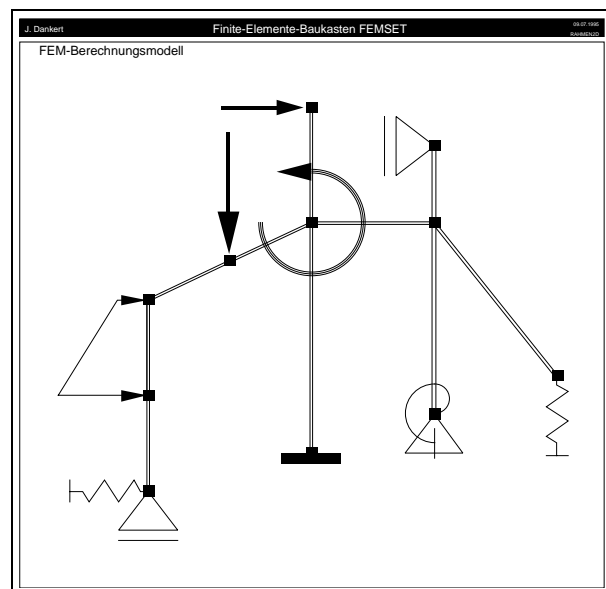 J. Dankert
Finite-Elemente-Baukasten FEMSET
09.07.1995
RAHMEN2D
FEM-Berechnungsmodell